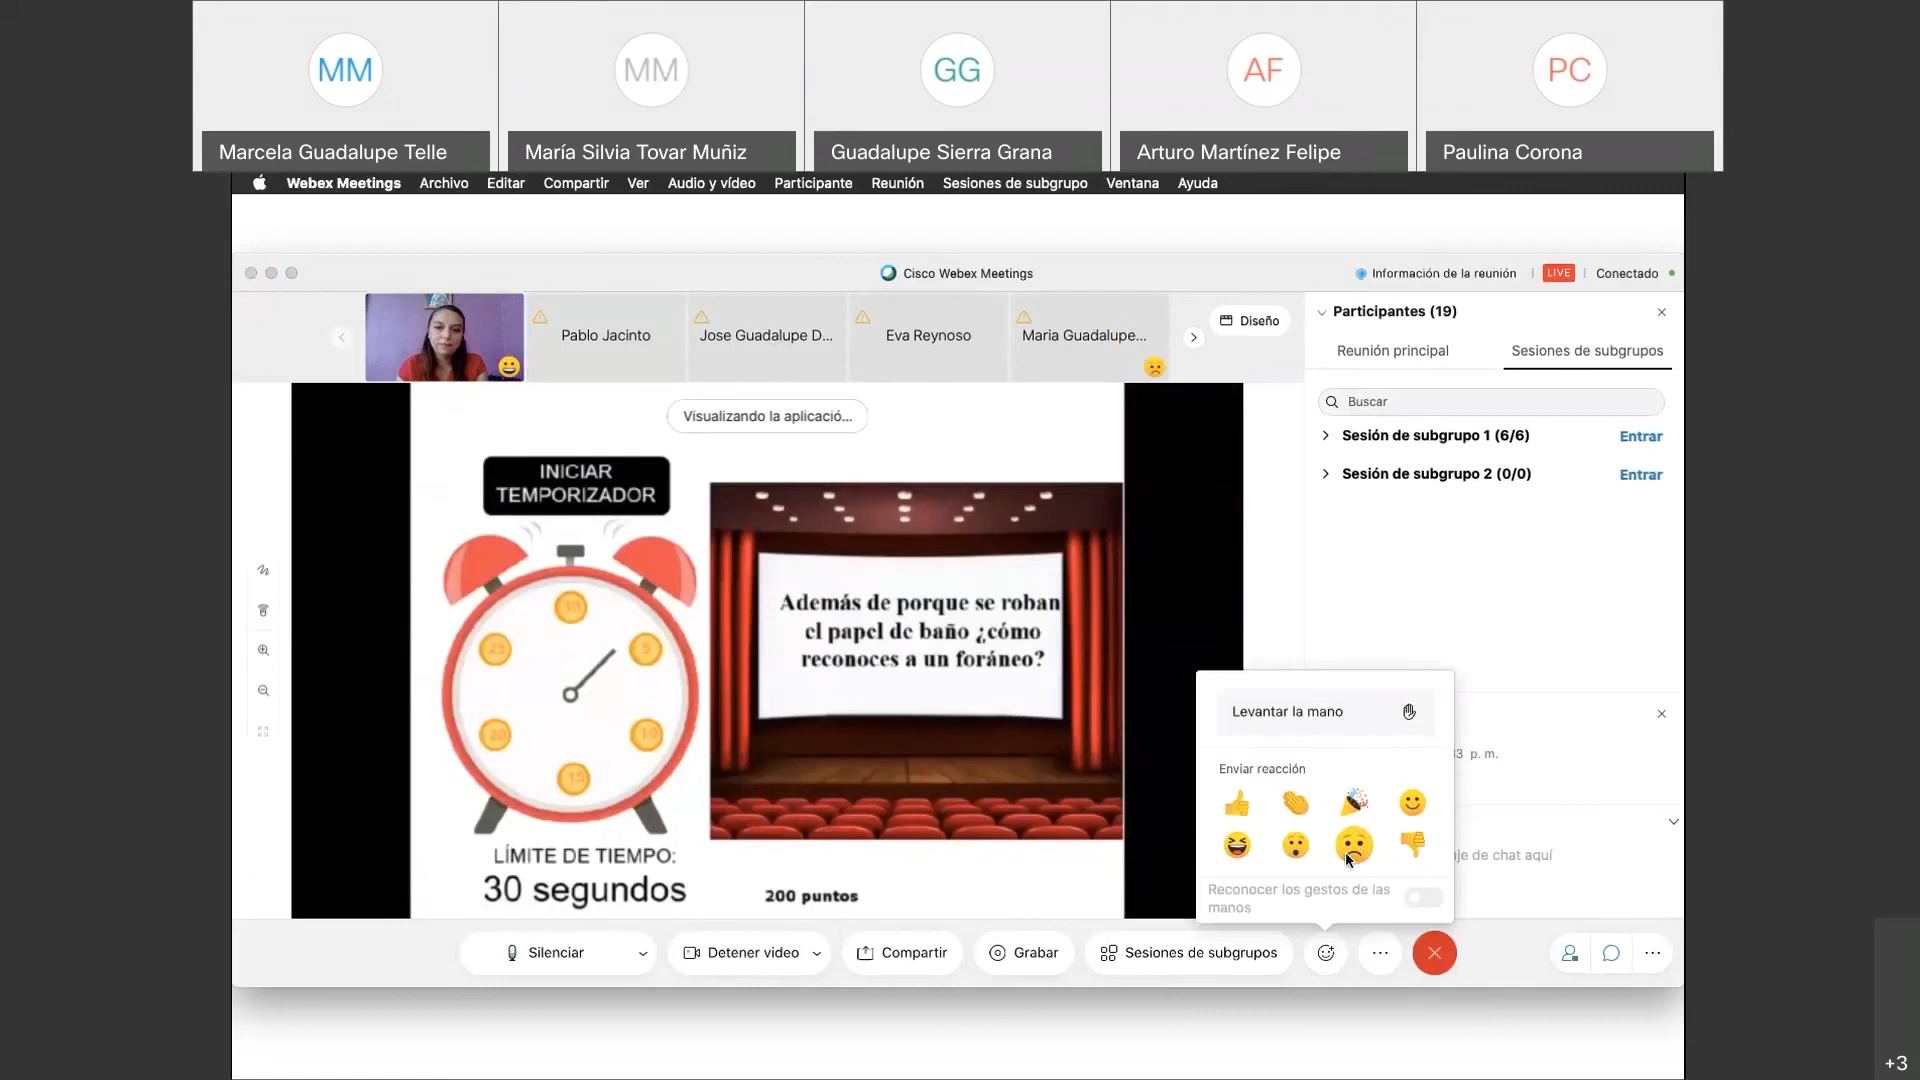 MM
MM
GG
AF
PC
Marcela Guadalupe Telle
María Silvia Tovar Muñiz
Guadalupe Sierra Grana
Arturo Martínez Felipe
Paulina Corona
Webex Meetings Archivo Editar Compartir Ver Audio y vídeo Participante Reunión Sesiones de subgrupo Ventana Ayuda
Cisco Webex Meetings
Información de la reunión
LIVE
Conectado
Pablo Jacinto
Jose Guadalupe D...
Eva Reynoso
Maria Guadalupe...
Diseño
Participantes (19)
Reunión principal
Sesiones de subgrupos
Buscar
Sesión de subgrupo 1 (6/6) Entrar
Sesión de subgrupo 2 (0/0) Entrar
Visualizando la aplicació...
INICIAR
TEMPORIZADOR
30
25
5
20
10
15
LÍMITE DE TIEMPO:
30 segundos
Además de porque se roban
el papel de baño ¿cómo
reconoces a un foráneo?
200 puntos
Levantar la mano
Enviar reacción
Reconocer los gestos de las
manos
3 p. m.
je de chat aquí
Silenciar
Detener video
Compartir
Grabar
Sesiones de subgrupos
+3